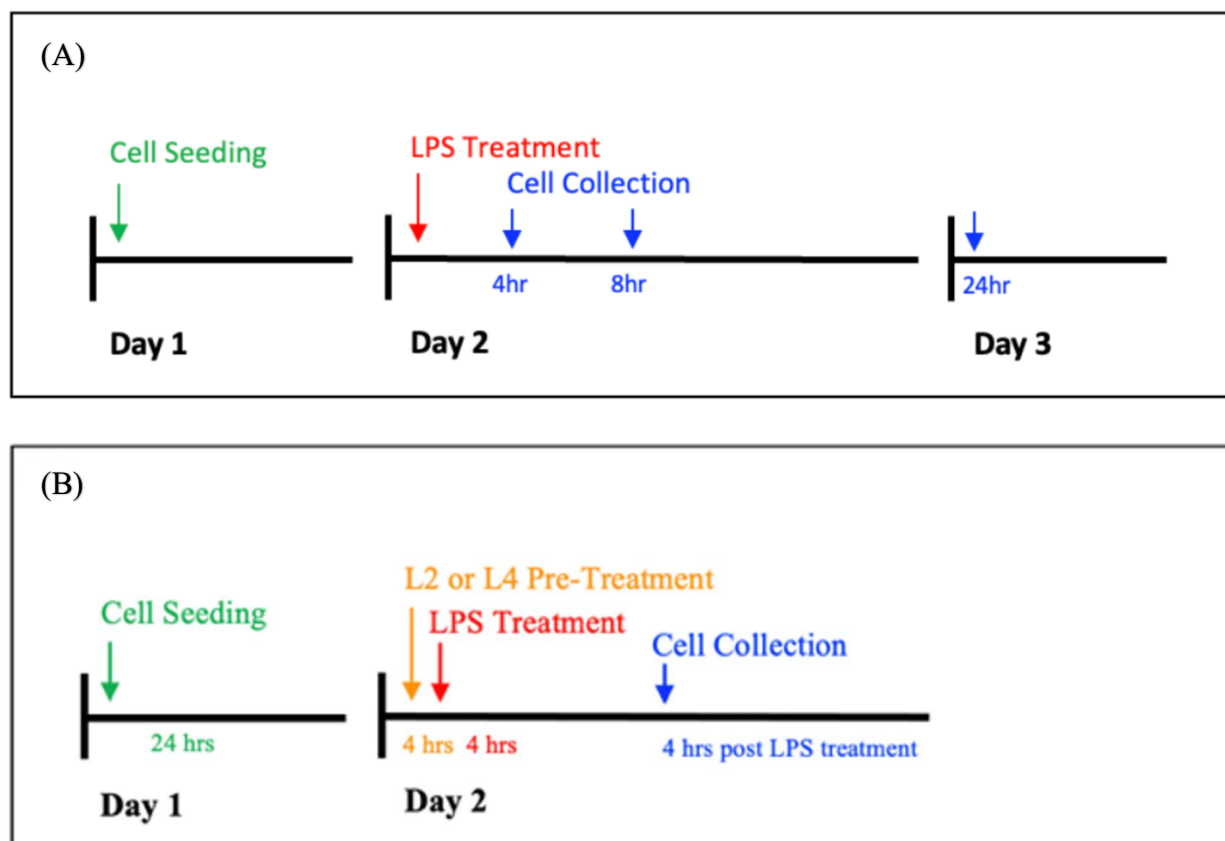 (A)
Cell Seeding
LPS Treatment
Cell Collection
4hr
8hr
24hr
Day 1
Day 2
Day 3
(B)
L2 or L4 Pre-Treatment
Cell Seeding
LPS Treatment
Cell Collection
24 hrs
4 hrs
4 hrs
4 hrs post LPS treatment
Day 1
Day 2